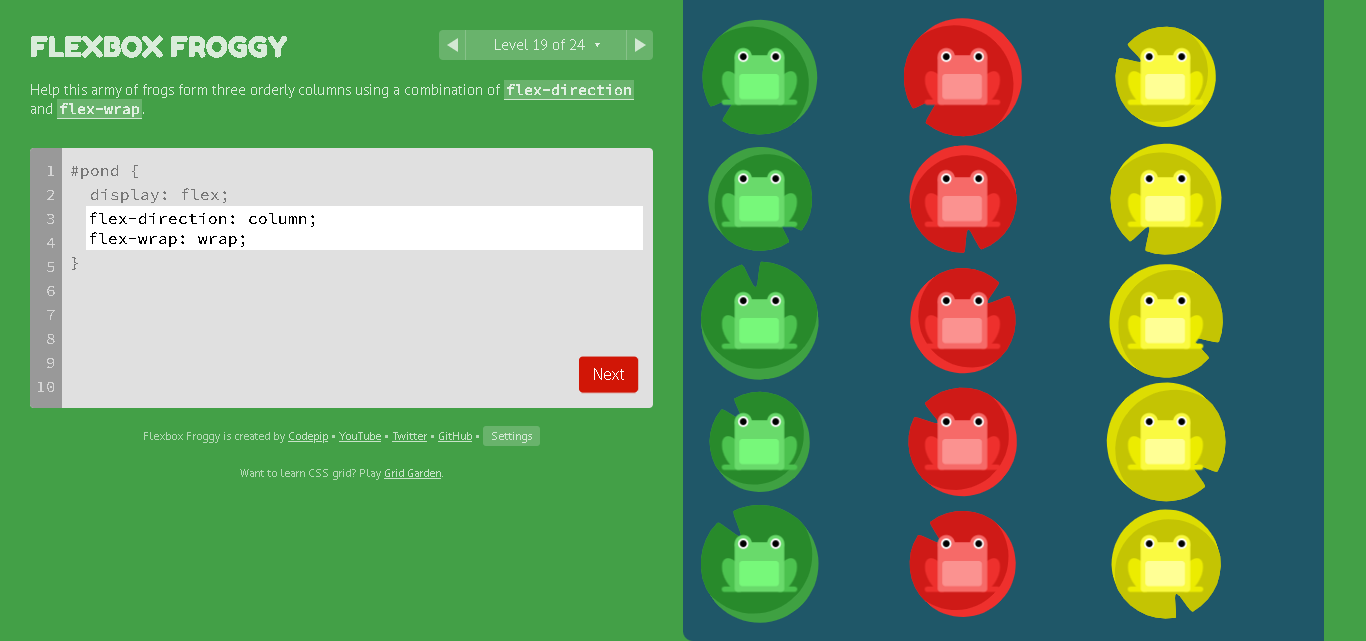 FLEXBOX FROGGY
Level 19 of 24
Help this army of frogs form three orderly columns using a combination of flex-direction
and flex-wrap.
1 #pond {
2 display: flex;
3 flex-direction: column;
4 flex-wrap: wrap;
5 }
6
7
8
9
10
Next
Flexbox Froggy is created by Codepip • YouTube • Twitter • GitHub • Settings
Want to learn CSS grid? Play Grid Garden.